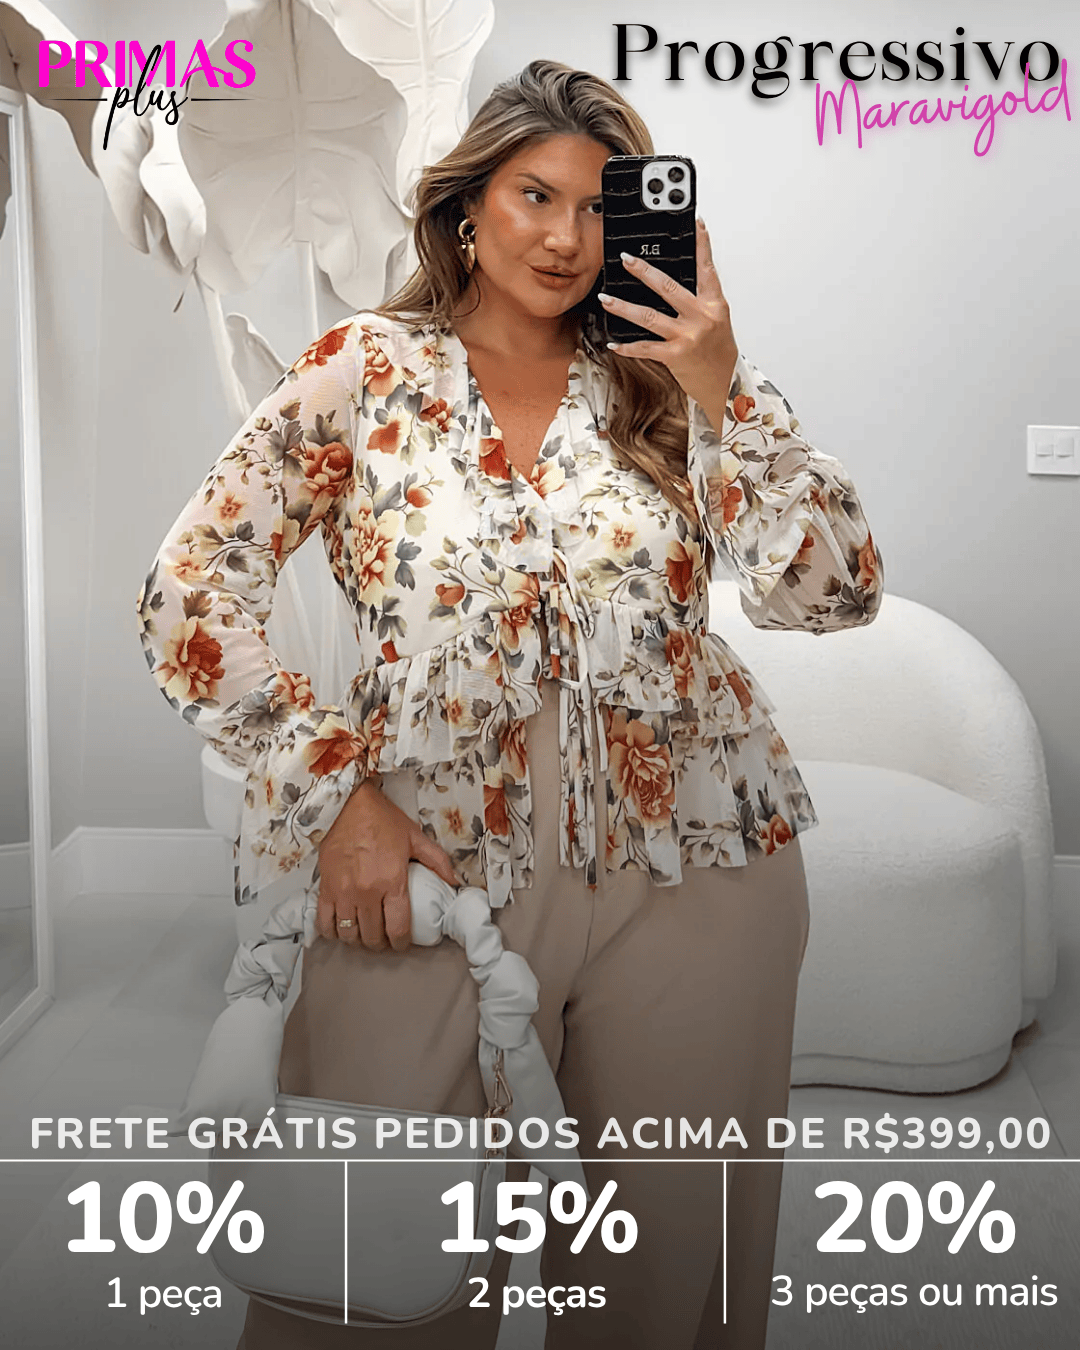 PRIMAS
plus
Progressivo
Maravigold
R.B
FRETE GRÁTIS PEDIDOS ACIMA DE R$399,00
10%
1 peça
15%
2 peças
20%
3 peças ou mais